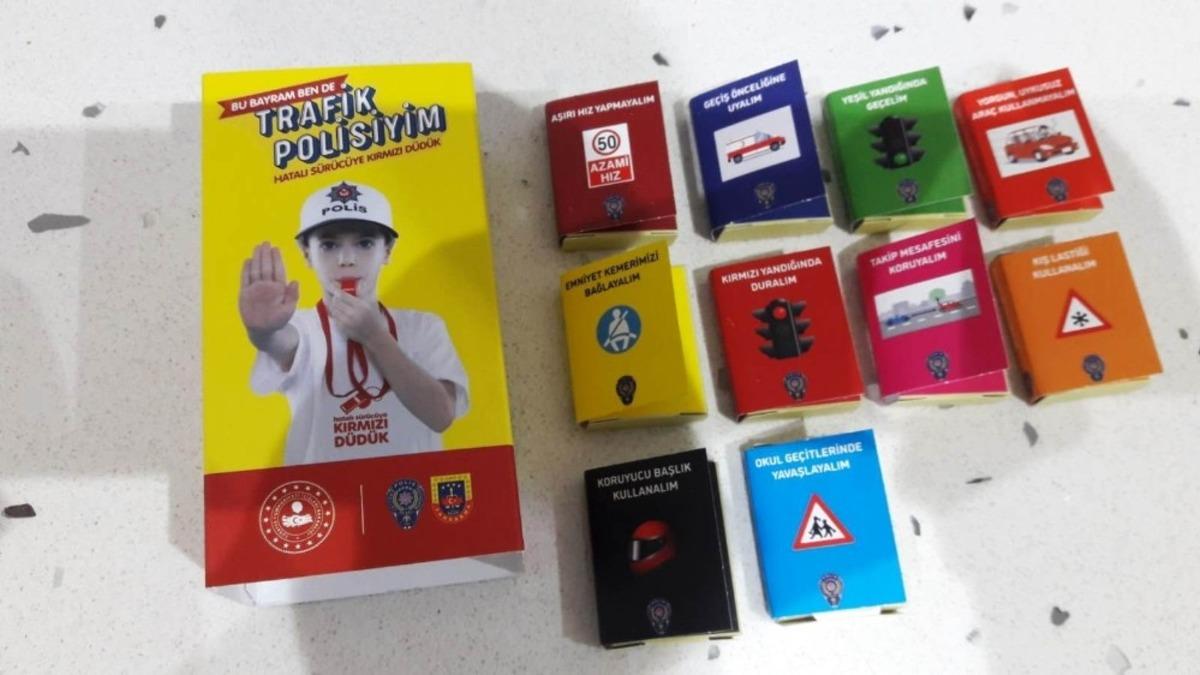 BU BAYRAM BEN DE
TRAFİK
POLİSİYİM
HATALI SÜRÜCÜYE KIRMIZI DÜDÜK
POLİS
hatalı sürücüye
KIRMIZI
DÜDÜK
AŞIRI HIZ YAPMAYALIM
50
AZAMİ
HIZ
GEÇİŞ ÖNCELİĞİNE
UYALIM
YEŞİL YANDIĞINDA
GEÇELİM
YORGUN, UYKUSUZ
ARAÇ KULLANMAYALIM
EMNİYET KEMERİMİZİ
BAĞLAYALIM
KIRMIZI YANDIĞINDA
DURALIM
TAKİP MESAFESİNİ
KORUYALIM
KIŞ LASTİĞİ
KULLANALIM
KORUYUCU BAŞLIK
KULLANALIM
OKUL GEÇİTLERİNDE
YAVAŞLAYALIM